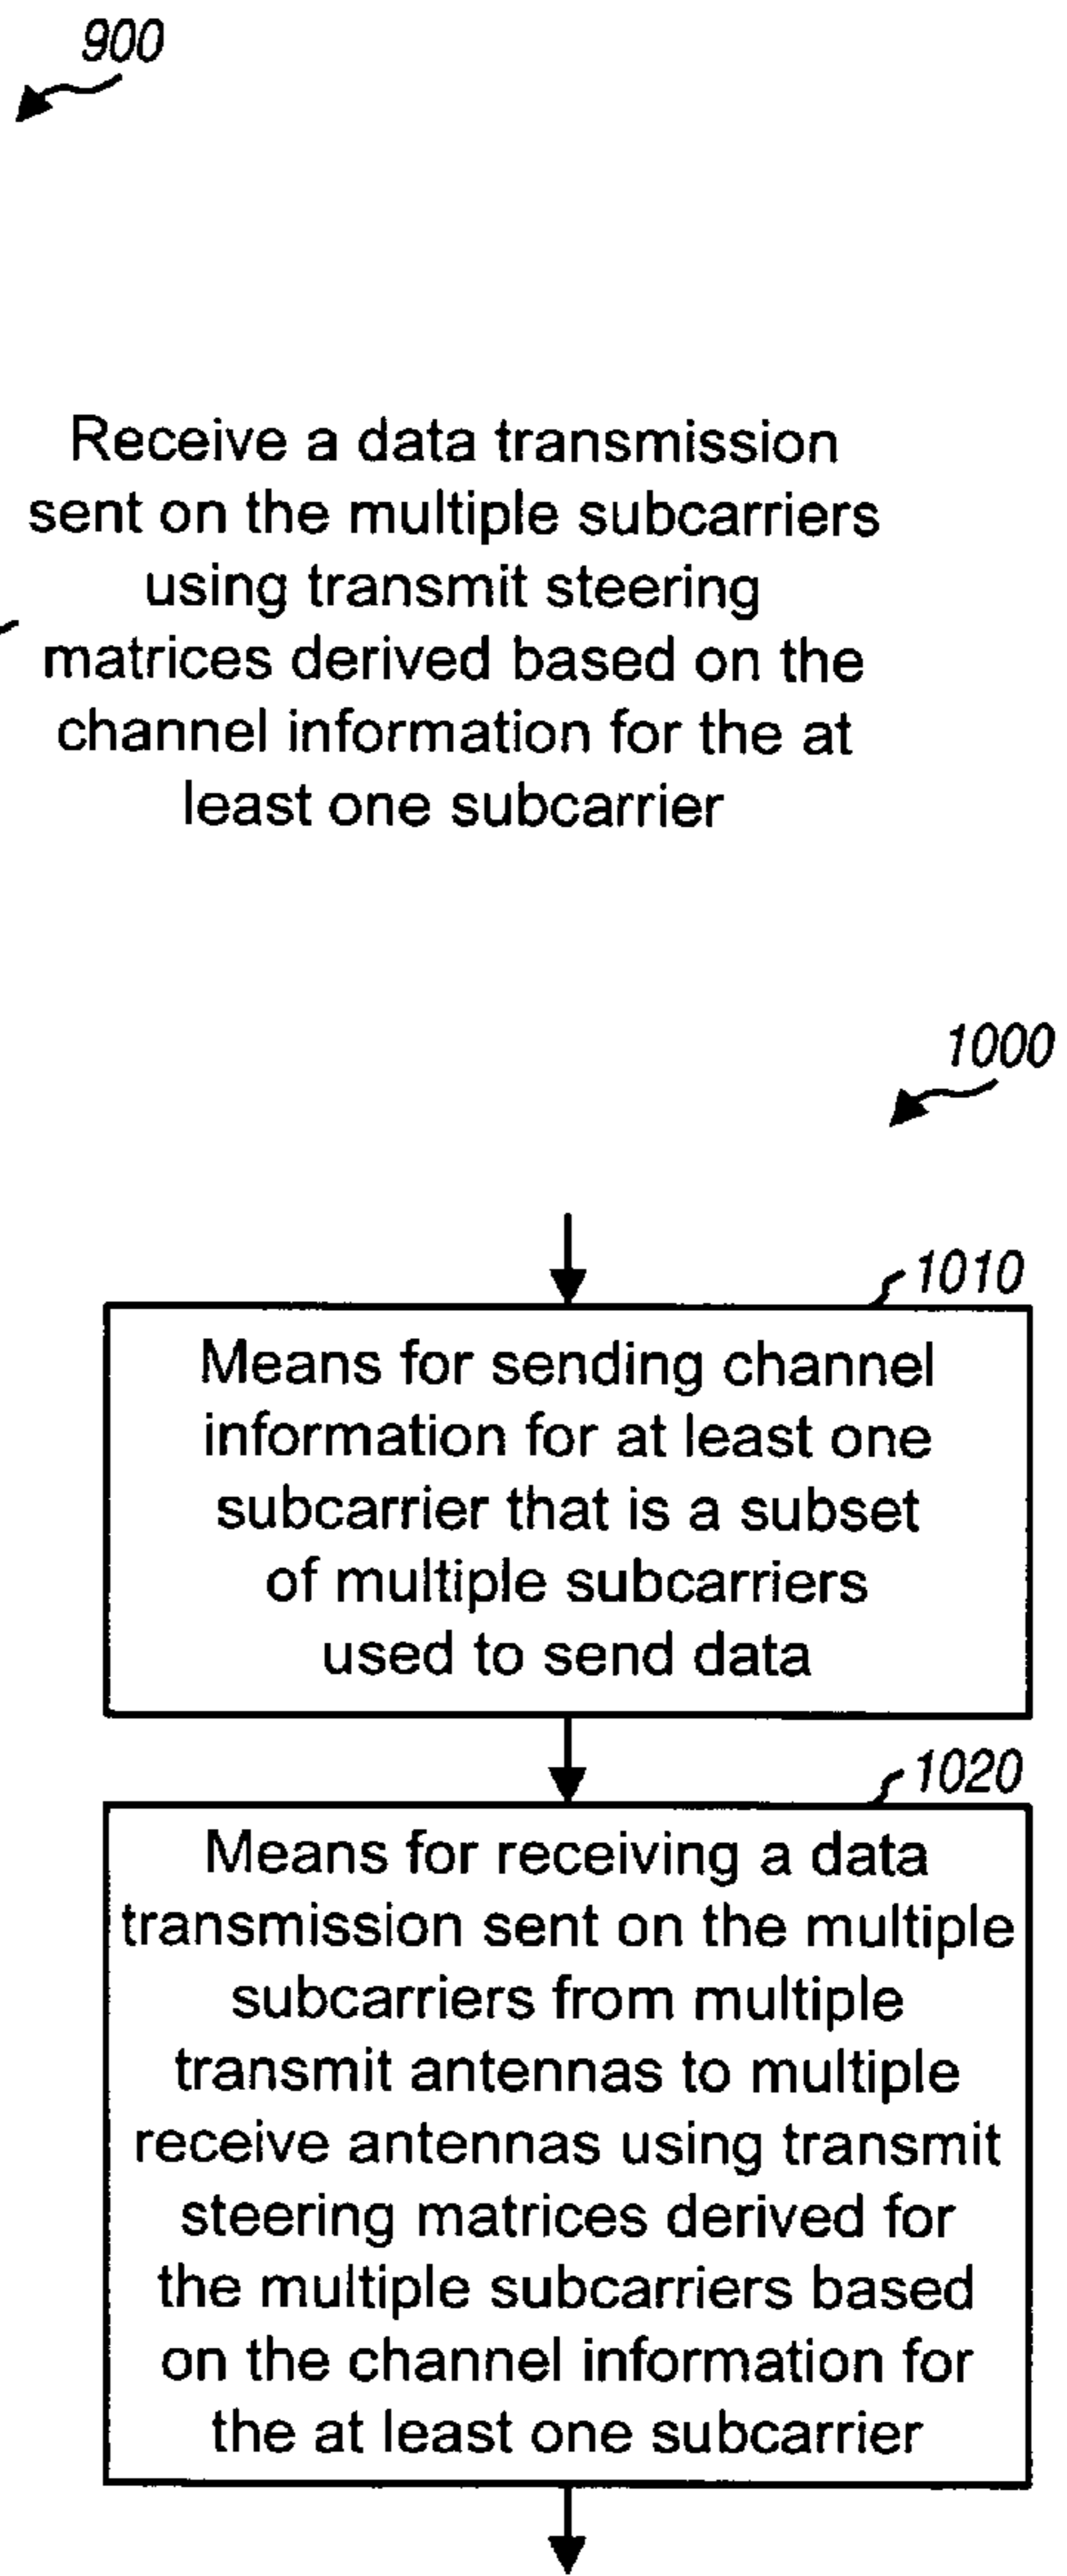 900
Receive a data transmission
sent on the multiple subcarriers
using transmit steering
matrices derived based on the
channel information for the at
least one subcarrier
1000
1010
Means for sending channel
information for at least one
subcarrier that is a subset
of multiple subcarriers
used to send data
1020
Means for receiving a data
transmission sent on the multiple
subcarriers from multiple
transmit antennas to multiple
receive antennas using transmit
steering matrices derived for
the multiple subcarriers based
on the channel information for
the at least one subcarrier